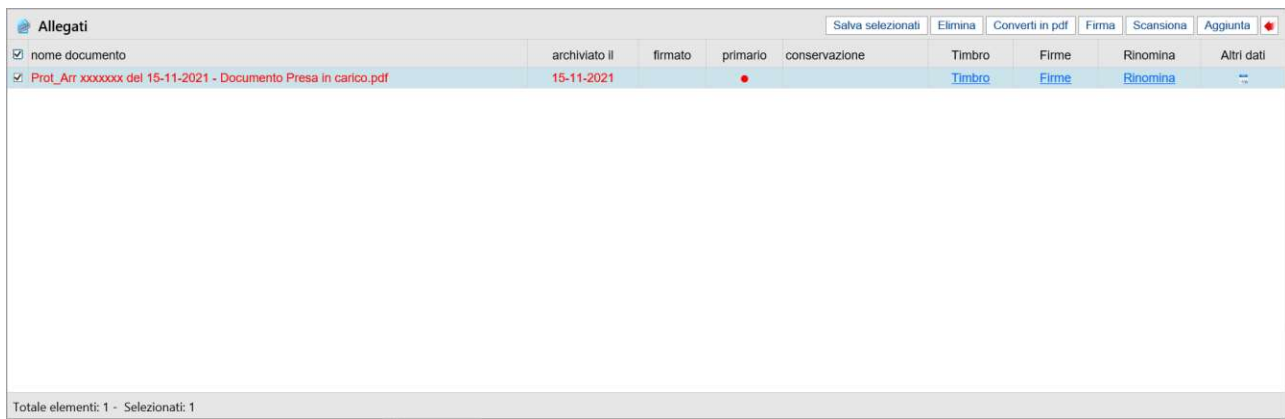 Allegati Salva selezionati Elimina Converti in pdf Firma Scansiona Aggiunta
nome documento archiviato il firmato primario conservazione Timbro Firme Rinomina Altri dati
Prot_Arr xxxxxxx del 15-11-2021 - Documento Presa in carico.pdf 15-11-2021 Timbro Firme Rinomina
Totale elementi: 1 - Selezionati: 1